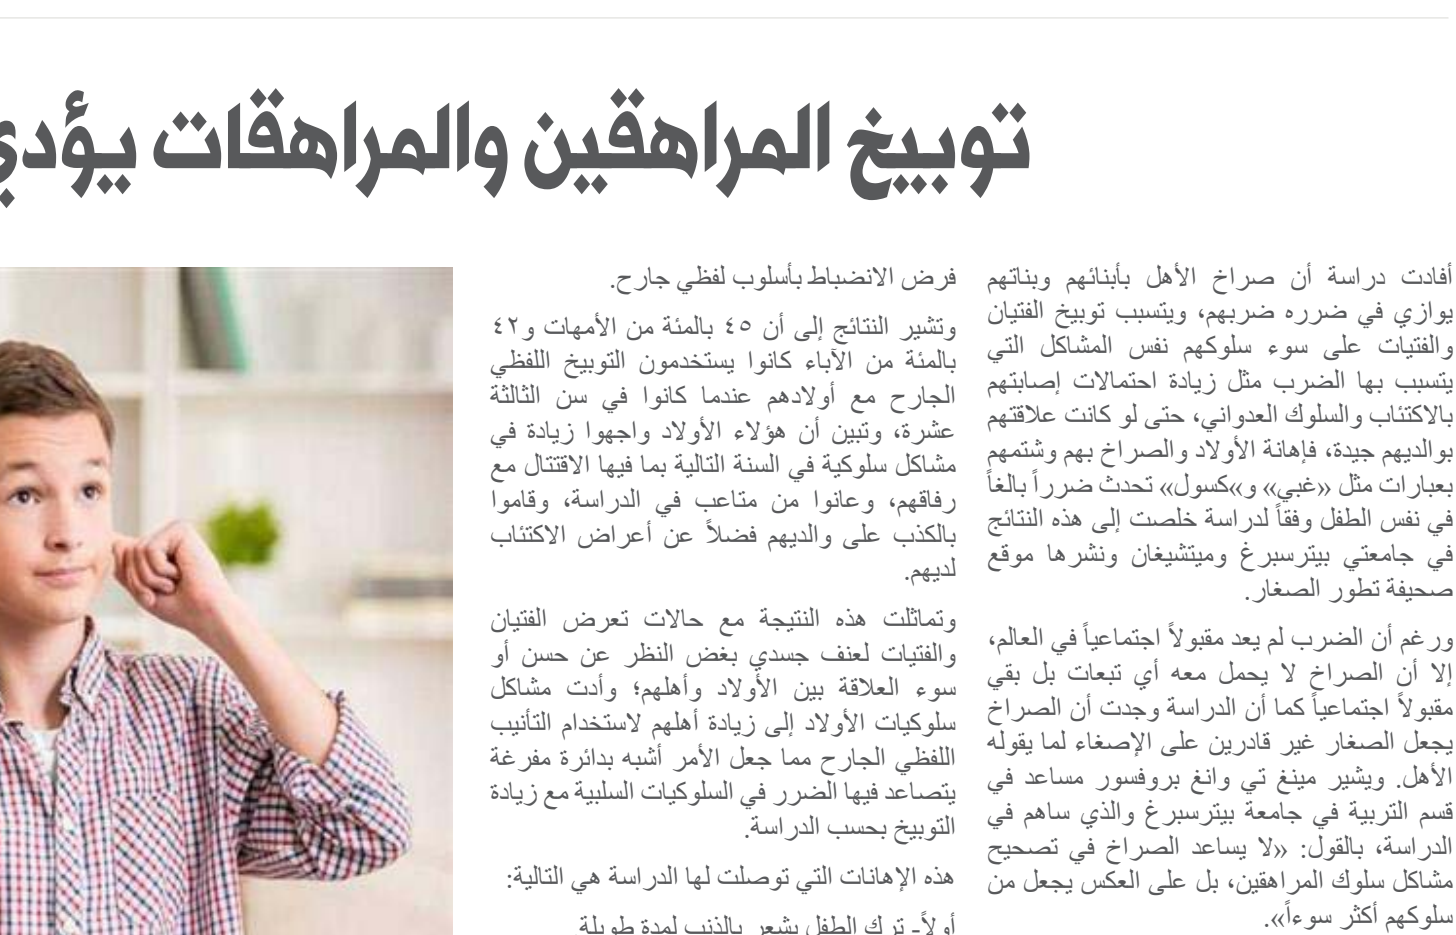 توبيخ المراهقين والمراهقات يؤدي
أفادت دراسة أن صراخ الأهل بأبنائهم وبناتهم
يوازي في ضرره ضربهم، ويتسبب توبيخ الفتيان
والفتيات على سوء سلوكهم نفس المشاكل التي
يتسبب بها الضرب مثل زيادة احتمالات إصابتهم
بالاكتئاب والسلوك العدواني، حتى لو كانت علاقتهم
بوالديهم جيدة، فإهانة الأولاد والصراخ بهم وشتمهم
بعبارات مثل «غبي» و»كسول» تحدث ضرراً بالغاً
في نفس الطفل وفقاً لدراسة خلصت إلى هذه النتائج
في جامعتي بيترسبرغ وميتشيغان ونشرها موقع
صحيفة تطور الصغار.
ورغم أن الضرب لم يعد مقبولاً اجتماعياً في العالم،
إلا أن الصراخ لا يحمل معه أي تبعات بل بقي
مقبولاً اجتماعياً كما أن الدراسة وجدت أن الصراخ
يجعل الصغار غير قادرين على الإصغاء لما يقوله
الأهل. ويشير مينغ تي وانغ بروفسور مساعد في
قسم التربية في جامعة بيترسبرغ والذي ساهم في
الدراسة، بالقول: «لا يساعد الصراخ في تصحيح
مشاكل سلوك المراهقين، بل على العكس يجعل من
سلوكهم أكثر سوءاً».
فرض الانضباط بأسلوب لفظي جارح.
وتشير النتائج إلى أن ٤٥ بالمئة من الأمهات و٤٢
بالمئة من الآباء كانوا يستخدمون التوبيخ اللفظي
الجارح مع أولادهم عندما كانوا في سن الثالثة
عشرة، وتبين أن هؤلاء الأولاد واجهوا زيادة في
مشاكل سلوكية في السنة التالية بما فيها الاقتتال مع
رفاقهم، وعانوا من متاعب في الدراسة، وقاموا
بالكذب على والديهم فضلاً عن أعراض الاكتئاب
لديهم.
وتماثلت هذه النتيجة مع حالات تعرض الفتيان
والفتيات لعنف جسدي بغض النظر عن حسن أو
سوء العلاقة بين الأولاد وأهلهم؛ وأدت مشاكل
سلوكيات الأولاد إلى زيادة أهلهم لاستخدام التأنيب
اللفظي الجارح مما جعل الأمر أشبه بدائرة مفرغة
يتصاعد فيها الضرر في السلوكيات السلبية مع زيادة
التوبيخ بحسب الدراسة.
هذه الإهانات التي توصلت لها الدراسة هي التالية:
أولاً- ترك الطفل يشعر بالذنب لمدة طويلة